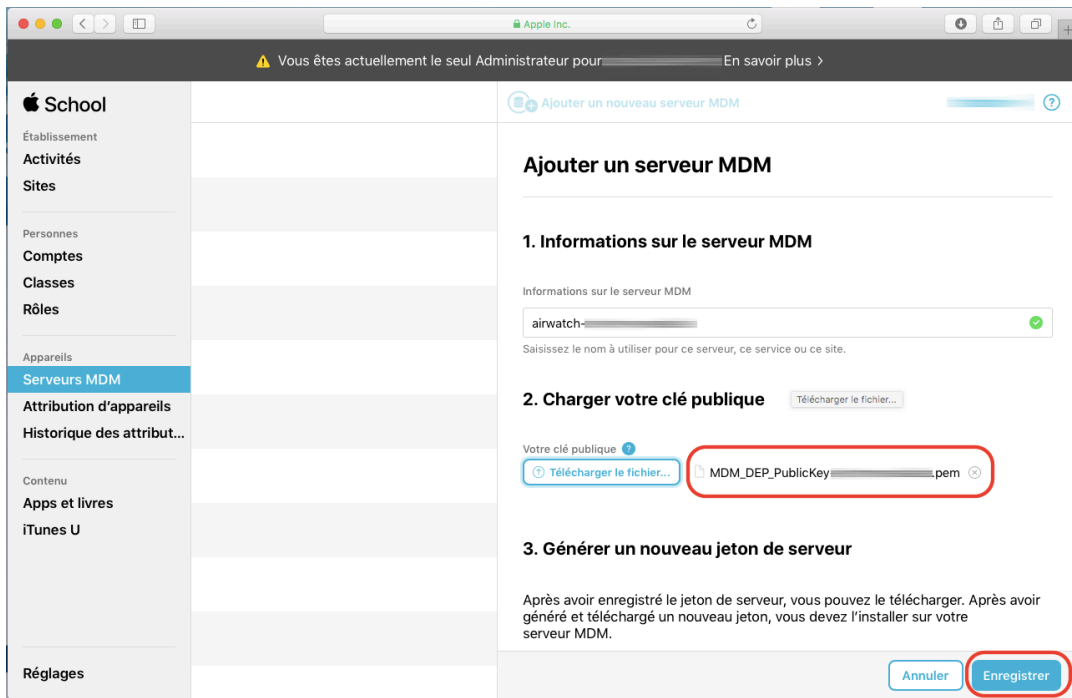 Apple Inc.
Vous êtes actuellement le seul Administrateur pour
En savoir plus >
School
Établissement
Activités
Sites
Personnes
Comptes
Classes
Rôles
Appareils
Serveurs MDM
Attribution d'appareils
Historique des attribut...
Contenu
Apps et livres
iTunes U
Réglages
Ajouter un nouveau serveur MDM
?
Ajouter un serveur MDM
1. Informations sur le serveur MDM
Informations sur le serveur MDM
airwatch-
Saisissez le nom à utiliser pour ce serveur, ce service ou ce site.
2. Charger votre clé publique
Télécharger le fichier...
Votre clé publique ?
Télécharger le fichier...
MDM_DEP_PublicKey
.pem
3. Générer un nouveau jeton de serveur
Après avoir enregistré le jeton de serveur, vous pouvez le télécharger. Après avoir
généré et téléchargé un nouveau jeton, vous devez l'installer sur votre
serveur MDM.
Annuler
Enregistrer